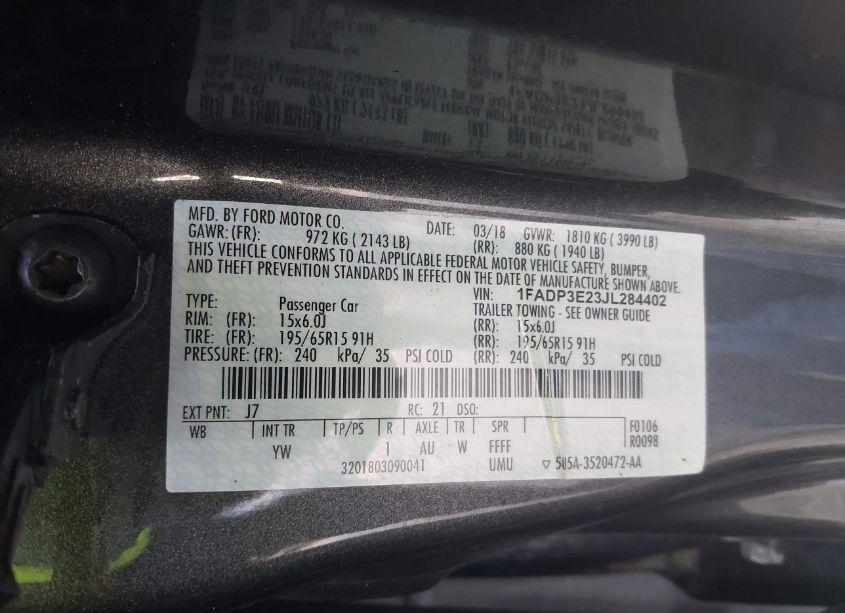 MFD. BY FORD MOTOR CO. DATE: 03/18 GVWR: 1810 KG ( 3990 LB)
GAWR: (FR): 972 KG ( 2143 LB) (RR): 880 KG ( 1940 LB)
THIS VEHICLE CONFORMS TO ALL APPLICABLE FEDERAL MOTOR VEHICLE SAFETY, BUMPER,
AND THEFT PREVENTION STANDARDS IN EFFECT ON THE DATE OF MANUFACTURE SHOWN ABOVE.
VIN: 1FADP3E23JL284402
TYPE: Passenger Car TRAILER TOWING - SEE OWNER GUIDE
RIM: (FR): 15x6.0J (RR): 15x6.0J
TIRE: (FR): 195/65R15 91H (RR): 195/65R15 91H
PRESSURE: (FR): 240 kPa/ 35 PSI COLD (RR): 240 kPa/ 35 PSI COLD
EXT PNT: J7 RC: 21 DSO: F0106
WB INT TR TP/PS R AXLE TR SPR R0098
YW 1 AU W FFFF
3201803090041 UMU ▽ 5U5A-3520472-AA